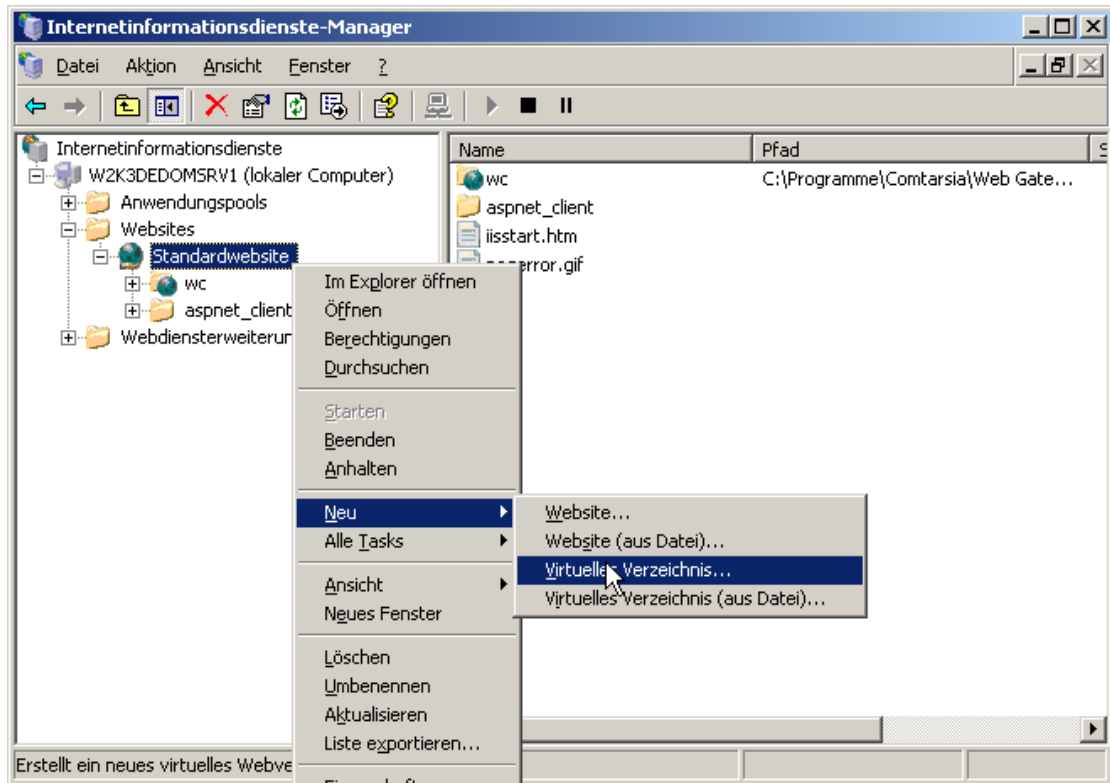 Internetinformationsdienste-Manager
Datei Aktion Ansicht Fenster ?
Internetinformationsdienste
W2K3DEDOMSRV1 (lokaler Computer)
Anwendungspools
Websites
Standardwebsite
wc
aspnet_client
Webdiensterweiterun
Name Pfad
wc C:\Programme\Comtarsia\Web Gate...
aspnet_client
iisstart.htm
Im Explorer öffnen
Öffnen
Berechtigungen
Durchsuchen
Starten
Beenden
Anhalten
Neu
Alle Tasks
Ansicht
Neues Fenster
Löschen
Umbenennen
Aktualisieren
Liste exportieren...
Website...
Website (aus Datei)...
Virtuelles Verzeichnis...
Virtuelles Verzeichnis (aus Datei)...
Erstellt ein neues virtuelles Webve